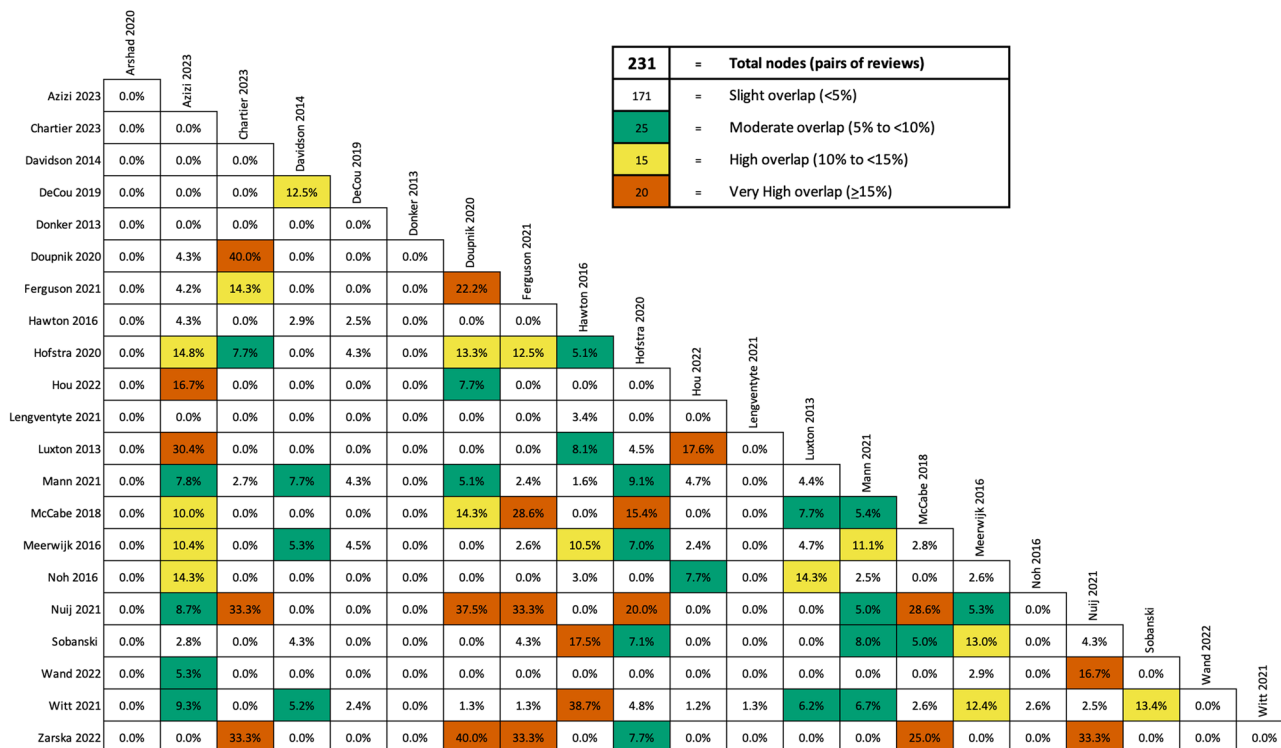 Arshad 2020
Azizi 2023
Chartier 2023
Davidson 2014
DeCou 2019
Donker 2013
Doupnik 2020
Ferguson 2021
Hawton 2016
Hofstra 2020
Hou 2022
Lengventyte 2021
Luxton 2013
Mann 2021
McCabe 2018
Meerwijk 2016
Noh 2016
Nuij 2021
Sobanski
Wand 2022
Witt 2021
231 = Total nodes (pairs of reviews)
171 = Slight overlap (<5%)
25 = Moderate overlap (5% to <10%)
15 = High overlap (10% to <15%)
20 = Very High overlap (≥15%)
Azizi 2023 0.0%
Chartier 2023 0.0% 0.0%
Davidson 2014 0.0% 0.0% 0.0%
DeCou 2019 0.0% 0.0% 0.0% 12.5%
Donker 2013 0.0% 0.0% 0.0% 0.0% 0.0%
Doupnik 2020 0.0% 4.3% 40.0% 0.0% 0.0% 0.0%
Ferguson 2021 0.0% 4.2% 14.3% 0.0% 0.0% 0.0% 22.2%
Hawton 2016 0.0% 4.3% 0.0% 2.9% 2.5% 0.0% 0.0% 0.0%
Hofstra 2020 0.0% 14.8% 7.7% 0.0% 4.3% 0.0% 13.3% 12.5% 5.1%
Hou 2022 0.0% 16.7% 0.0% 0.0% 0.0% 0.0% 7.7% 0.0% 0.0% 0.0%
Lengventyte 2021 0.0% 0.0% 0.0% 0.0% 0.0% 0.0% 0.0% 0.0% 3.4% 0.0% 0.0%
Luxton 2013 0.0% 30.4% 0.0% 0.0% 0.0% 0.0% 0.0% 0.0% 8.1% 4.5% 17.6% 0.0%
Mann 2021 0.0% 7.8% 2.7% 7.7% 4.3% 0.0% 5.1% 2.4% 1.6% 9.1% 4.7% 0.0% 4.4%
McCabe 2018 0.0% 10.0% 0.0% 0.0% 0.0% 0.0% 14.3% 28.6% 0.0% 15.4% 0.0% 0.0% 7.7% 5.4%
Meerwijk 2016 0.0% 10.4% 0.0% 5.3% 4.5% 0.0% 0.0% 2.6% 10.5% 7.0% 2.4% 0.0% 4.7% 11.1% 2.8%
Noh 2016 0.0% 14.3% 0.0% 0.0% 0.0% 0.0% 0.0% 0.0% 3.0% 0.0% 7.7% 0.0% 14.3% 2.5% 0.0% 2.6%
Nuij 2021 0.0% 8.7% 33.3% 0.0% 0.0% 0.0% 37.5% 33.3% 0.0% 20.0% 0.0% 0.0% 0.0% 5.0% 28.6% 5.3% 0.0%
Sobanski 0.0% 2.8% 0.0% 4.3% 0.0% 0.0% 0.0% 4.3% 17.5% 7.1% 0.0% 0.0% 0.0% 8.0% 5.0% 13.0% 0.0% 4.3%
Wand 2022 0.0% 5.3% 0.0% 0.0% 0.0% 0.0% 0.0% 0.0% 0.0% 0.0% 0.0% 0.0% 0.0% 0.0% 0.0% 2.9% 0.0% 16.7% 0.0%
Witt 2021 0.0% 9.3% 0.0% 5.2% 2.4% 0.0% 1.3% 1.3% 38.7% 4.8% 1.2% 1.3% 6.2% 6.7% 2.6% 12.4% 2.6% 2.5% 13.4% 0.0%
Zarska 2022 0.0% 0.0% 33.3% 0.0% 0.0% 0.0% 40.0% 33.3% 0.0% 7.7% 0.0% 0.0% 0.0% 0.0% 25.0% 0.0% 0.0% 33.3% 0.0% 0.0% 0.0%